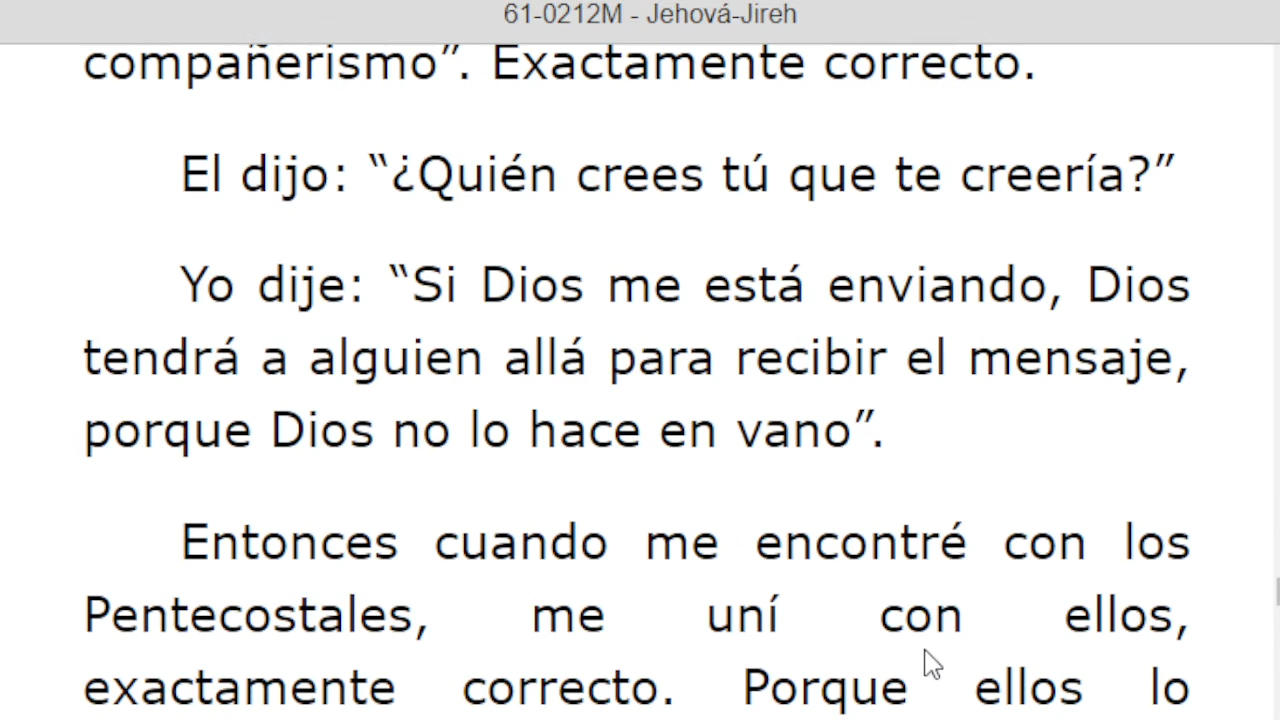 61-0212M - Jehová-Jireh
compañerismo”. Exactamente correcto.
El dijo: “¿Quién crees tú que te creería?”
Yo dije: “Si Dios me está enviando, Dios
tendrá a alguien allá para recibir el mensaje,
porque Dios no lo hace en vano”.
Entonces cuando me encontré con los
Pentecostales, me uní con ellos,
exactamente correcto. Porque ellos lo